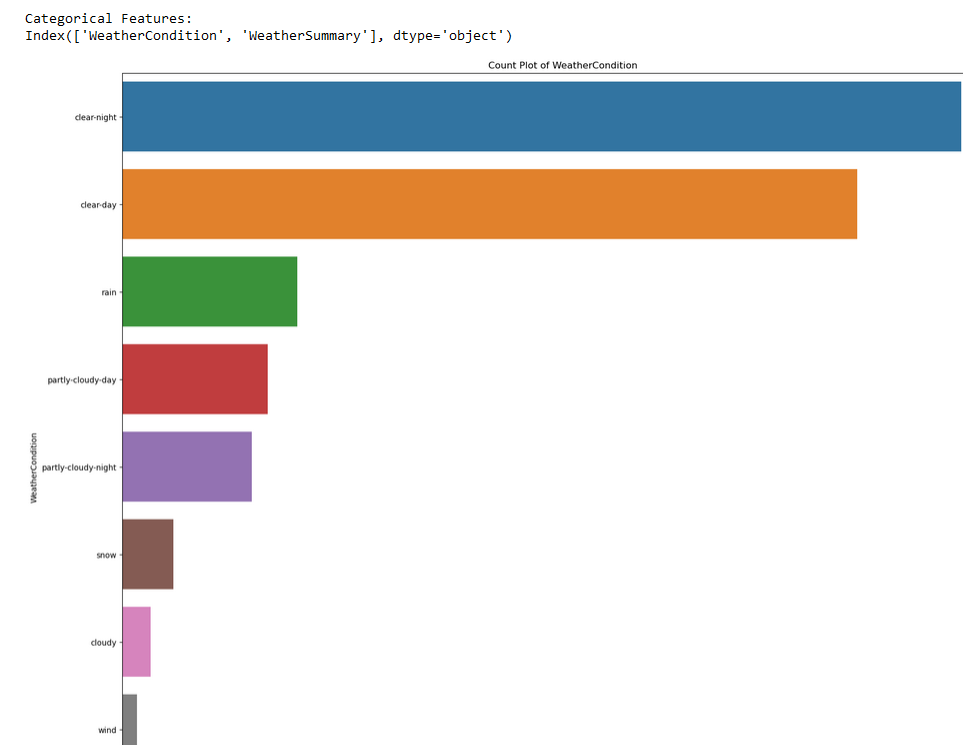 Categorical Features:
Index(['WeatherCondition', 'WeatherSummary'], dtype='object')
Count Plot of WeatherCondition
clear-night
clear-day
rain
partly-cloudy-day
WeatherCondition
partly-cloudy-night
snow
cloudy
wind